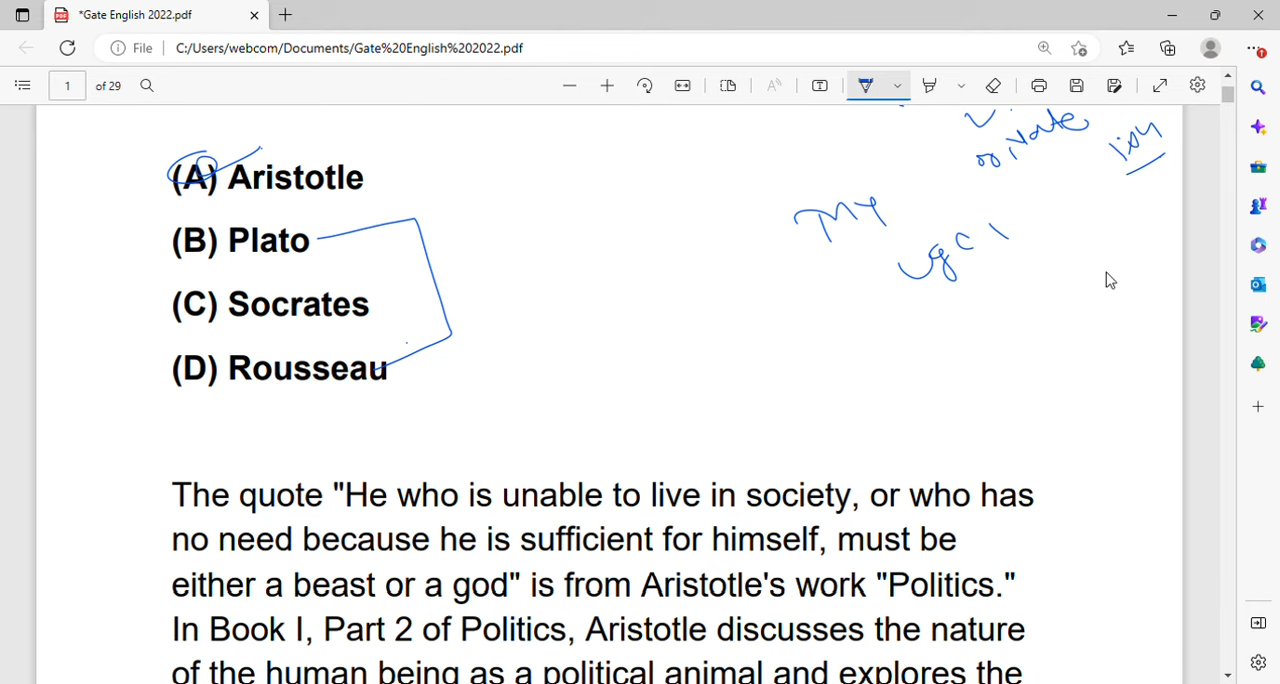 *Gate English 2022.pdf
File C:/Users/webcom/Documents/Gate%20English%202022.pdf
1 of 29
(A) Aristotle
(B) Plato
(C) Socrates
(D) Rousseau
The quote "He who is unable to live in society, or who has
no need because he is sufficient for himself, must be
either a beast or a god" is from Aristotle's work "Politics."
In Book I, Part 2 of Politics, Aristotle discusses the nature
of the human being as a political animal and explores the